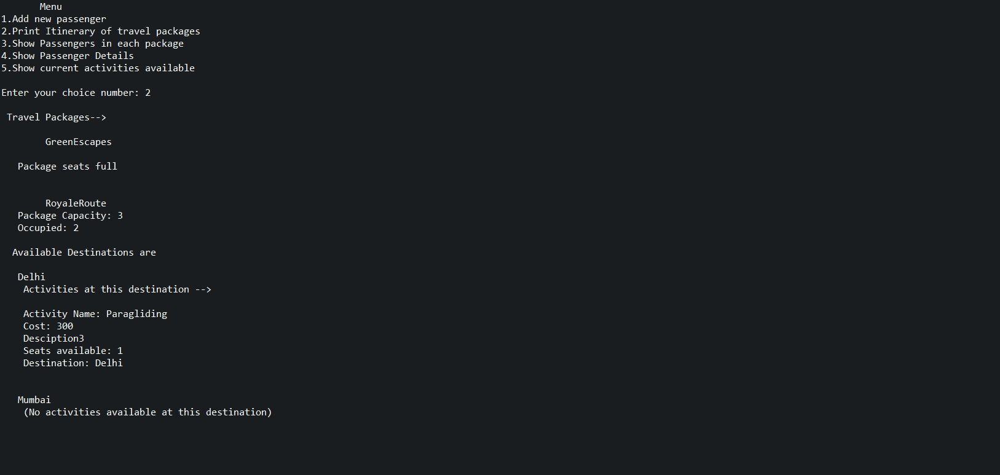 Menu
1.Add new passenger
2.Print Itinerary of travel packages
3.Show Passengers in each package
4.Show Passenger Details
5.Show current activities available
Enter your choice number: 2
Travel Packages-->
GreenEscapes
Package seats full
RoyaleRoute
Package Capacity: 3
Occupied: 2
Available Destinations are
Delhi
Activities at this destination -->
Activity Name: Paragliding
Cost: 300
Desciption3
Seats available: 1
Destination: Delhi
Mumbai
(No activities available at this destination)